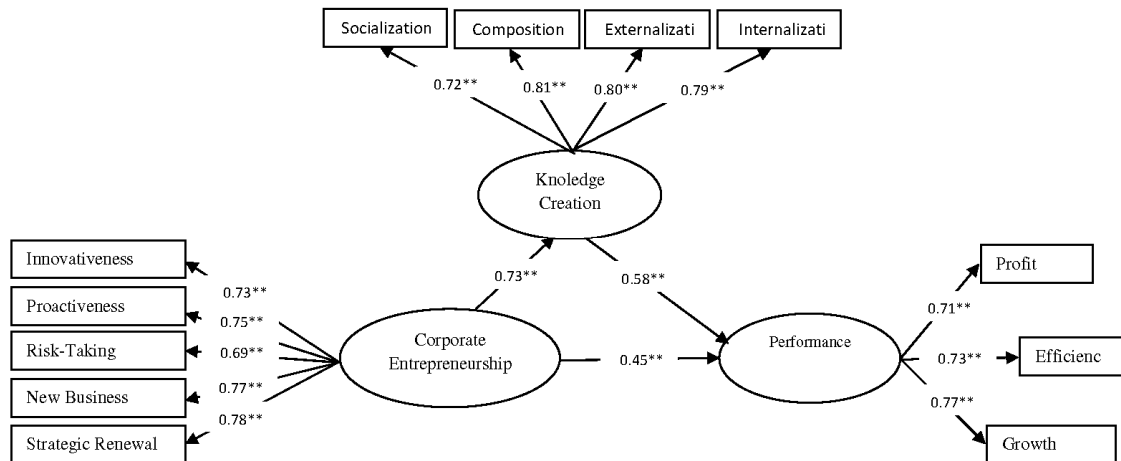 Socialization
Composition
Externalizati
Internalizati
0.72**
0.81**
0.80**
0.79**
Knoledge
Creation
Innovativeness
Proactiveness
Risk-Taking
New Business
Strategic Renewal
0.73**
0.75**
0.69**
0.77**
0.78**
0.73**
0.58**
Corporate
Entrepreneurship
0.45**
Performance
0.71**
0.73**
0.77**
Profit
Efficienc
Growth